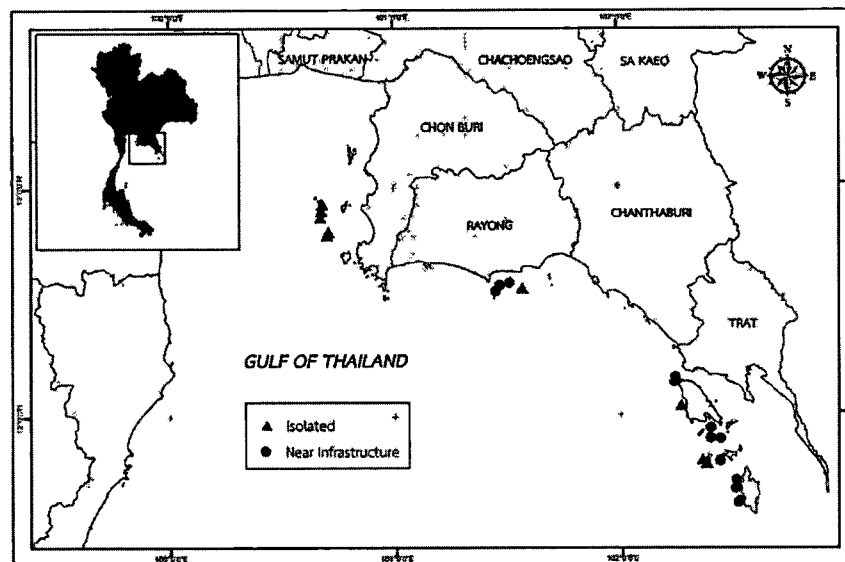 SAMUT PRAKAN
CHACHOENGSAO
SA KAEO
N
W E
S
CHON BURI
RAYONG
CHANTHABURI
TRAT
GULF OF THAILAND
Isolated
Near Infrastructure